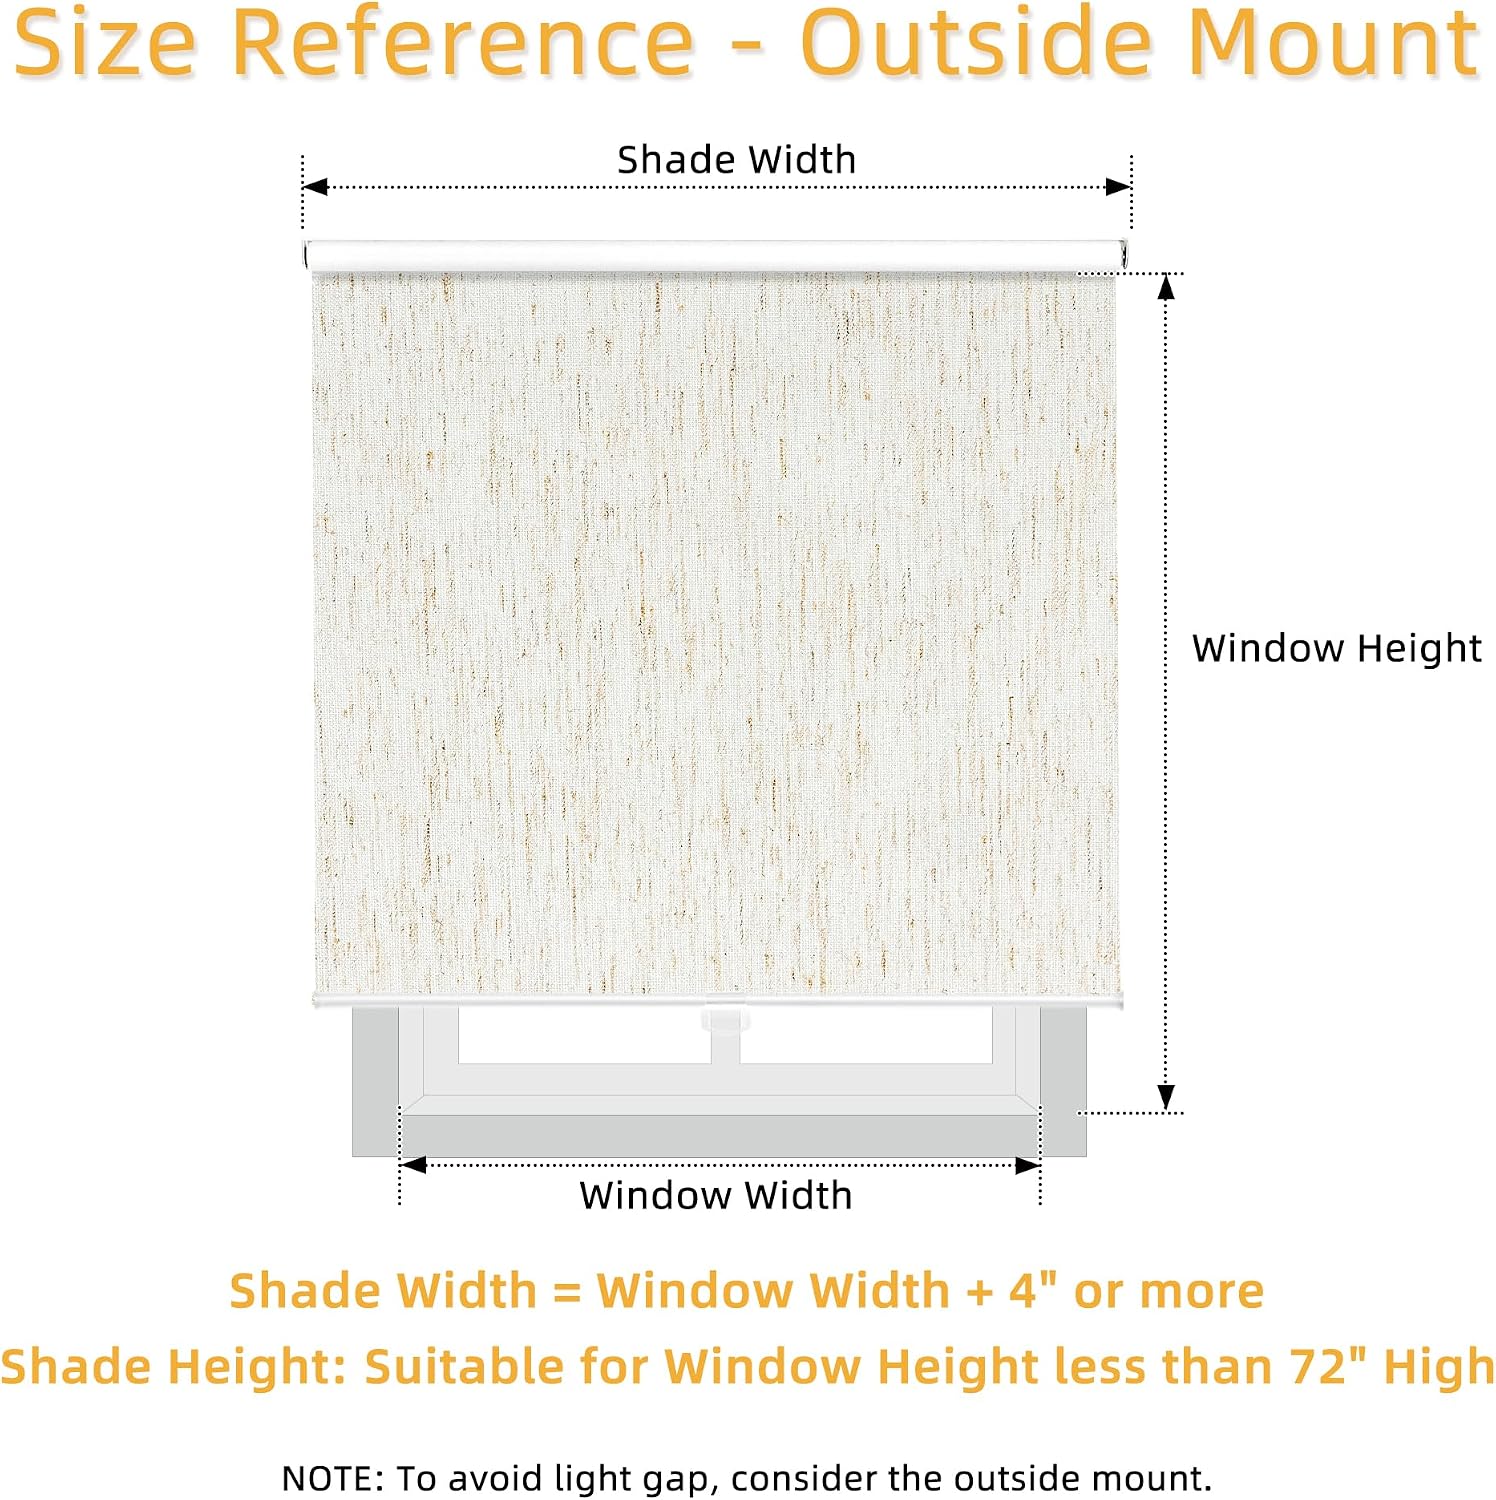 Size Reference - Outside Mount
Shade Width
Window Height
Window Width
Shade Width = Window Width + 4" or more
Shade Height: Suitable for Window Height less than 72" High
NOTE: To avoid light gap, consider the outside mount.